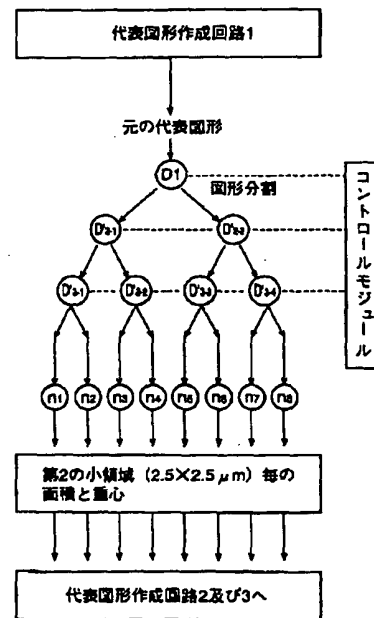 代表図形作成回路1
元の代表図形
D1
図形分割
D'2-1
D'2-2
D'3-1
D'3-2
D'3-3
D'3-4
コントロールモジュール
n1
n2
n3
n4
n5
n6
n7
n8
第2の小領域（2.5×2.5μm）毎の
面積と重心
代表図形作成回路2及び3へ